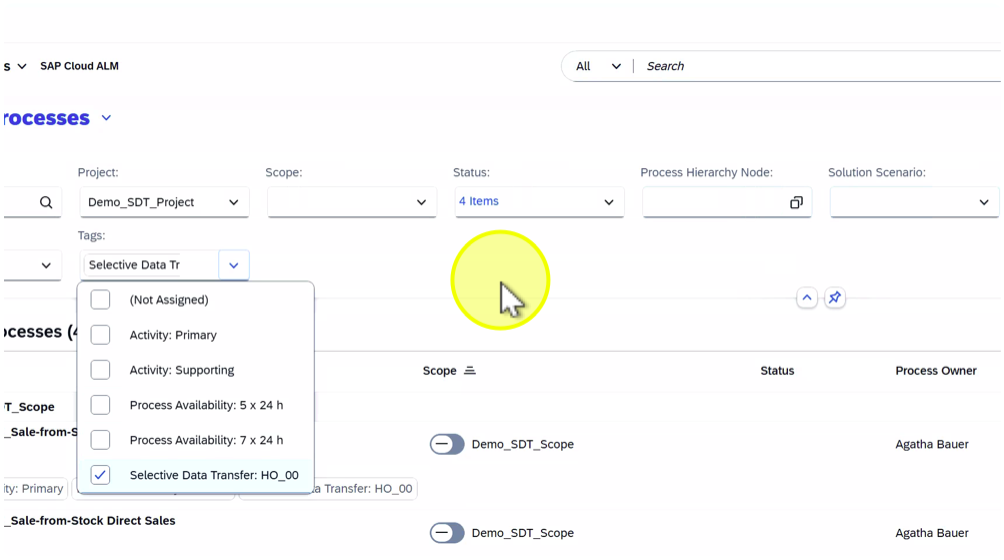 s SAP Cloud ALM All Search
rocesses
Project: Scope: Status: Process Hierarchy Node: Solution Scenario:
Demo_SDT_Project 4 Items
Tags:
Selective Data Tr
(Not Assigned)
ocesses (4
Activity: Primary
Activity: Supporting
Scope Status Process Owner
Process Availability: 5 x 24 h
T_Scope
_Sale-from-S
Process Availability: 7 x 24 h
Demo_SDT_Scope Agatha Bauer
Selective Data Transfer: HO_00
ity: Primary a Transfer: HO_00
_Sale-from-Stock Direct Sales
Demo_SDT_Scope Agatha Bauer